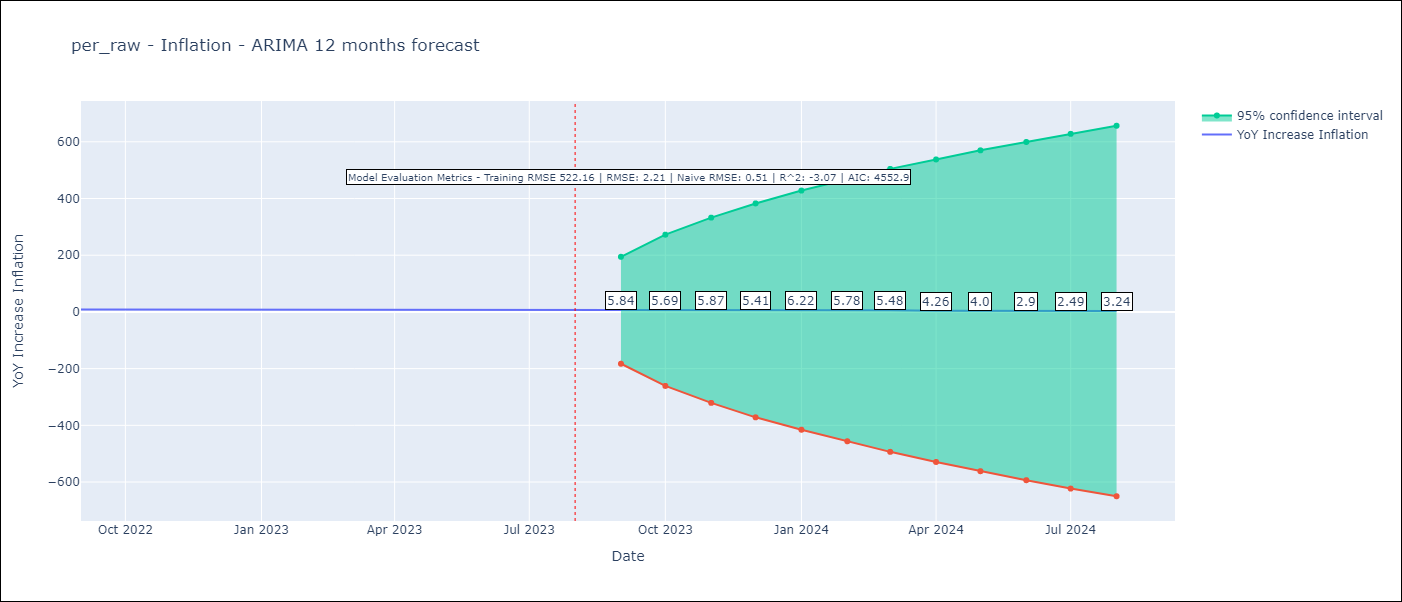 per_raw - Inflation - ARIMA 12 months forecast
95% confidence interval
YoY Increase Inflation
Model Evaluation Metrics - Training RMSE 522.16 | RMSE: 2.21 | Naive RMSE: 0.51 | R^2: -3.07 | AIC: 4552.9
YoY Increase Inflation
600
400
200
0
−200
−400
−600
5.84 5.69 5.87 5.41 6.22 5.78 5.48 4.26 4.0 2.9 2.49 3.24
Oct 2022 Jan 2023 Apr 2023 Jul 2023 Oct 2023 Jan 2024 Apr 2024 Jul 2024
Date